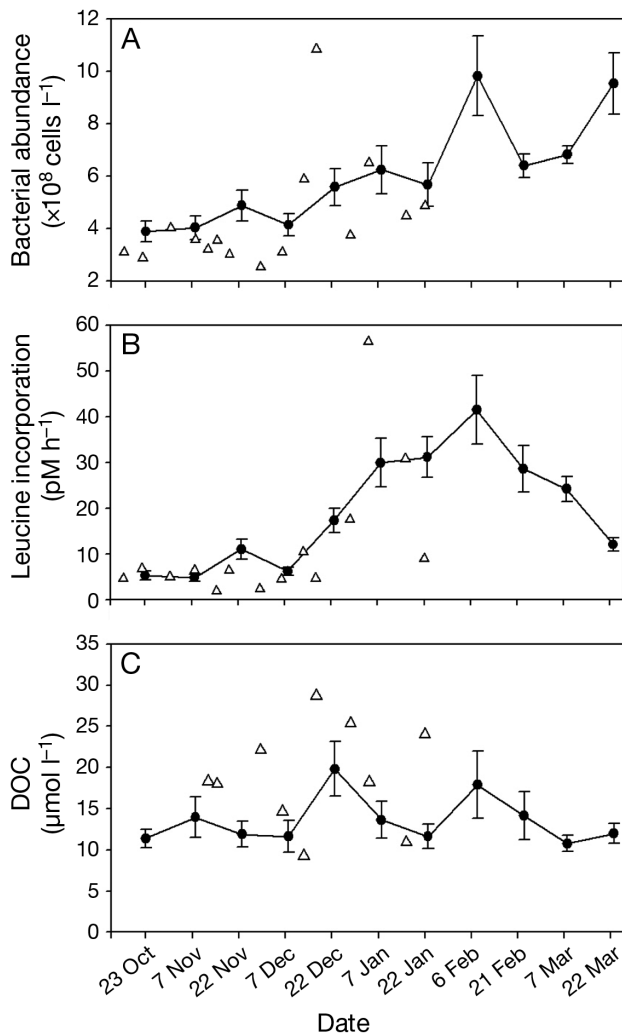 A
Bacterial abundance
(×10⁸ cells l⁻¹)
12
10
8
6
4
2
B
Leucine incorporation
(pM h⁻¹)
60
50
40
30
20
10
0
C
DOC
(µmol l⁻¹)
35
30
25
20
15
10
5
0
23 Oct
7 Nov
22 Nov
7 Dec
22 Dec
7 Jan
22 Jan
6 Feb
21 Feb
7 Mar
22 Mar
Date